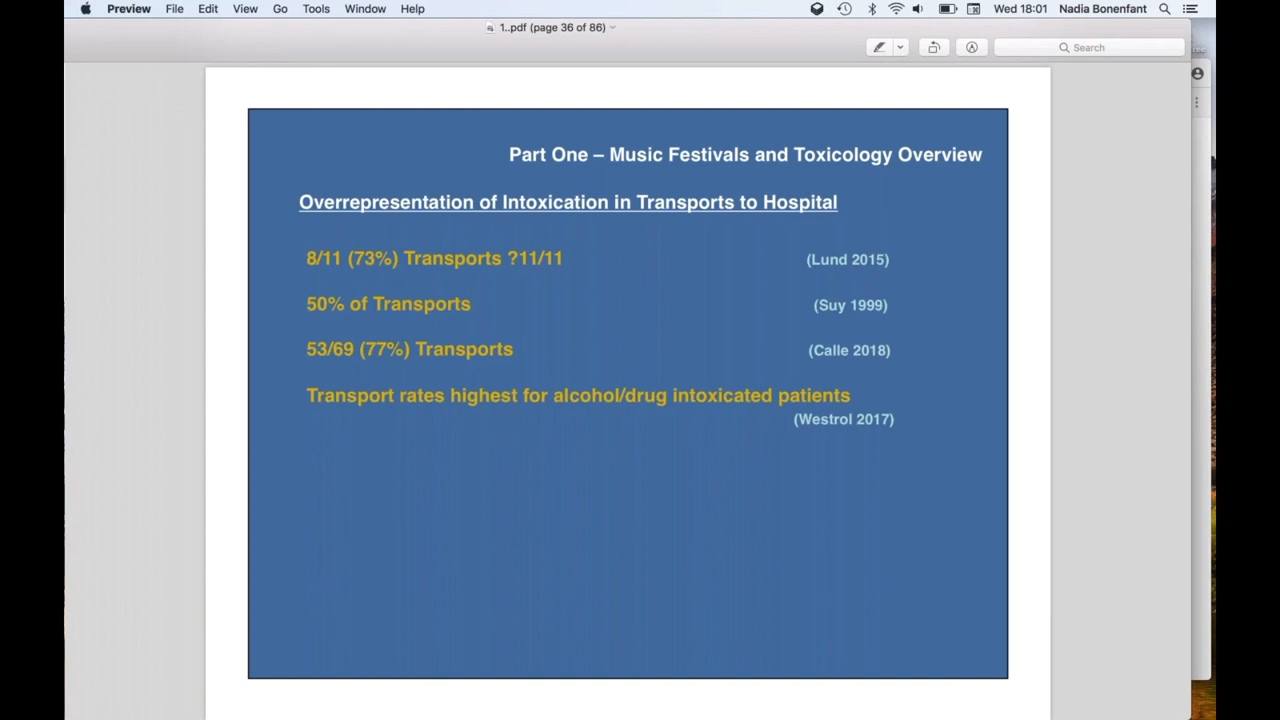 Preview File Edit View Go Tools Window Help Wed 18:01 Nadia Bonenfant
1..pdf (page 36 of 86)
Search
Part One – Music Festivals and Toxicology Overview
Overrepresentation of Intoxication in Transports to Hospital
8/11 (73%) Transports ?11/11 (Lund 2015)
50% of Transports (Suy 1999)
53/69 (77%) Transports (Calle 2018)
Transport rates highest for alcohol/drug intoxicated patients
(Westrol 2017)